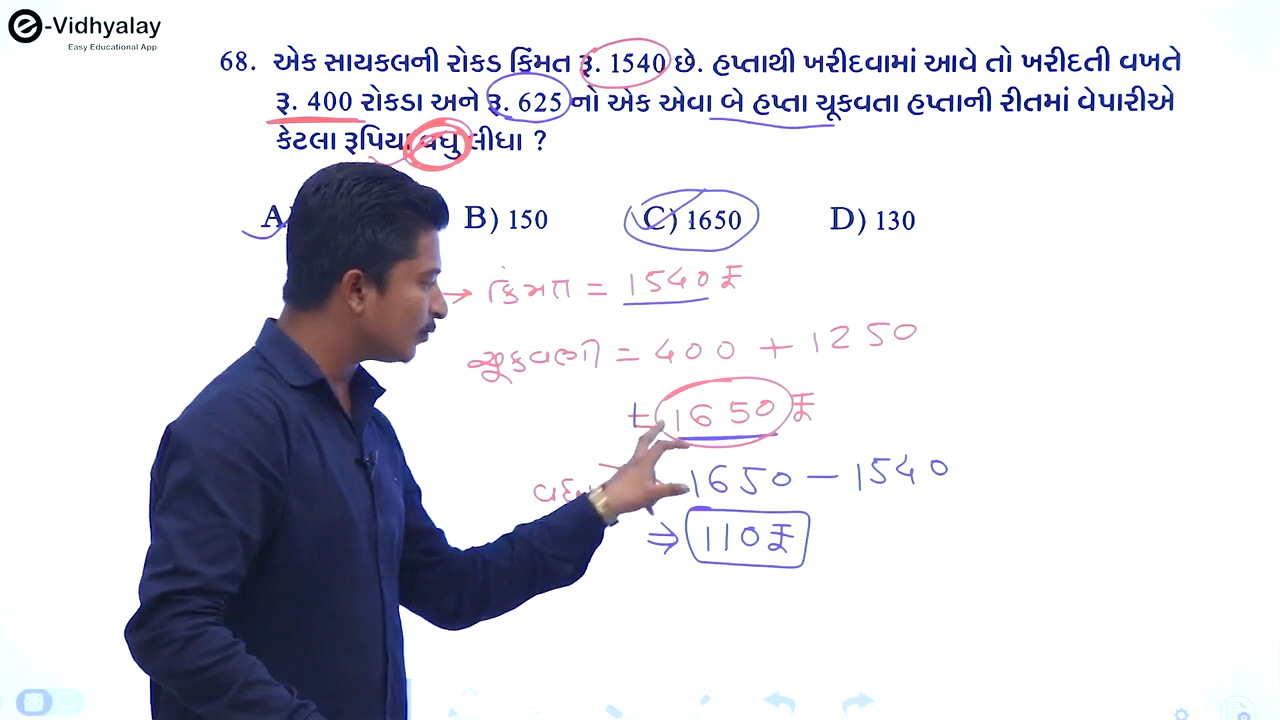 e-Vidhyalay
Easy Educational App
68. એક સાયકલની રોકડ કિંમત રૂ. 1540 છે. હપ્તાથી ખરીદવામાં આવે તો ખરીદતી વખતે
રૂ. 400 રોકડા અને રૂ. 625 નો એક એવા બે હપ્તા ચૂકવતા હપ્તાની રીતમાં વેપારીએ
કેટલા રૂપિયા વધુ લીધા ?
A) B) 150 C) 1650 D) 130
→ કિંમત = 1540 ₹
ચૂકવણી = 400 + 1250
= 1650 ₹
1650 – 1540
⇒ 110 ₹